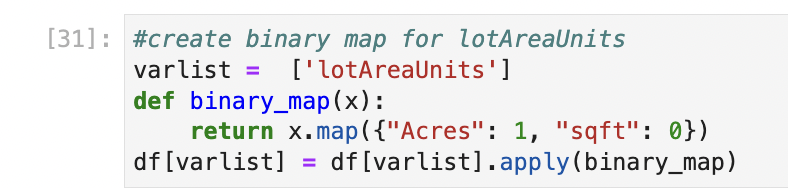 [31]: #create binary map for lotAreaUnits
varlist =  ['lotAreaUnits']
def binary_map(x):
    return x.map({"Acres": 1, "sqft": 0})
df[varlist] = df[varlist].apply(binary_map)